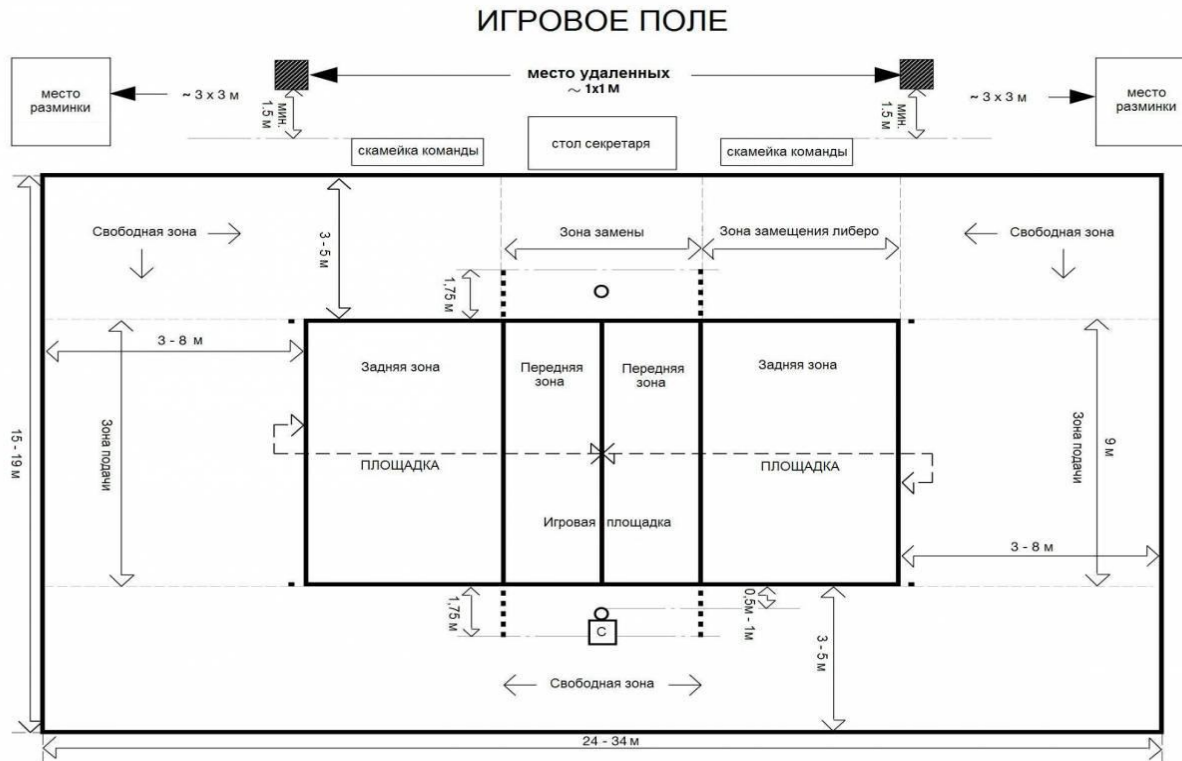 ИГРОВОЕ ПОЛЕ
место
разминки
~ 3 х 3 м
мин.
1.5 м
место удаленных
~ 1х1 м
мин.
1.5 м
~ 3 х 3 м
место
разминки
скамейка команды
стол секретаря
скамейка команды
Свободная зона
3 - 5 м
Зона замены
Зона замещения либеро
Свободная зона
1,75 м
3 - 8 м
Задняя зона
Передняя
зона
Передняя
зона
Задняя зона
15 - 19 м
Зона подачи
ПЛОЩАДКА
ПЛОЩАДКА
Зона подачи
9 м
Игровая площадка
3 - 8 м
1,75 м
С
0,5м - 1м
3 - 5 м
Свободная зона
24 - 34 м